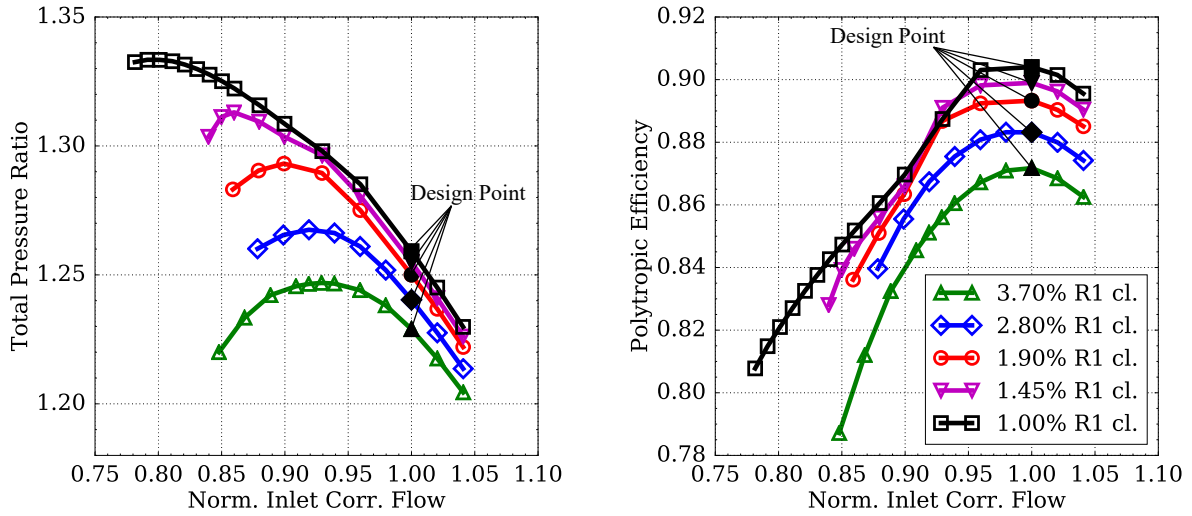 Total Pressure Ratio
1.35
1.30
1.25
1.20
Design Point
0.75 0.80 0.85 0.90 0.95 1.00 1.05 1.10
Norm. Inlet Corr. Flow
Polytropic Efficiency
0.92
0.90
0.88
0.86
0.84
0.82
0.80
0.78
Design Point
3.70% R1 cl.
2.80% R1 cl.
1.90% R1 cl.
1.45% R1 cl.
1.00% R1 cl.
0.75 0.80 0.85 0.90 0.95 1.00 1.05 1.10
Norm. Inlet Corr. Flow